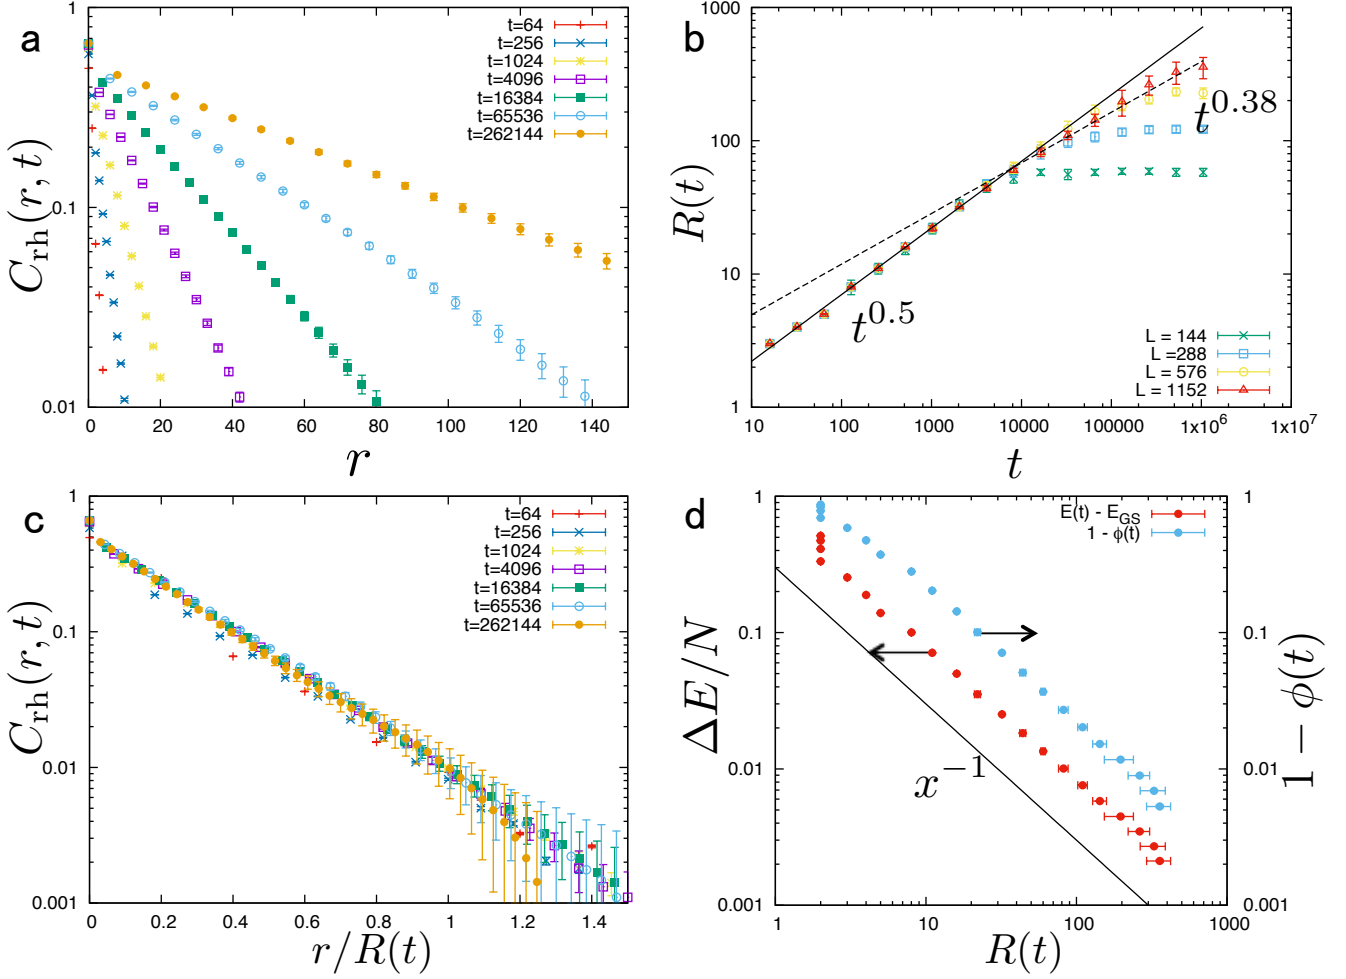 a
1
0.1
0.01
C_rh(r, t)
0 20 40 60 80 100 120 140
r
t=64
t=256
t=1024
t=4096
t=16384
t=65536
t=262144
b
1000
100
10
1
R(t)
10 100 1000 10000 100000 1x10^6 1x10^7
t
t^0.5
t^0.38
L = 144
L =288
L = 576
L = 1152
c
1
0.1
0.01
0.001
C_rh(r, t)
0 0.2 0.4 0.6 0.8 1 1.2 1.4
r/R(t)
t=64
t=256
t=1024
t=4096
t=16384
t=65536
t=262144
d
1
0.1
0.01
0.001
ΔE/N
1 10 100 1000
R(t)
E(t) - E_GS
1 - ϕ(t)
x^−1
1
0.1
0.01
0.001
1 − ϕ(t)